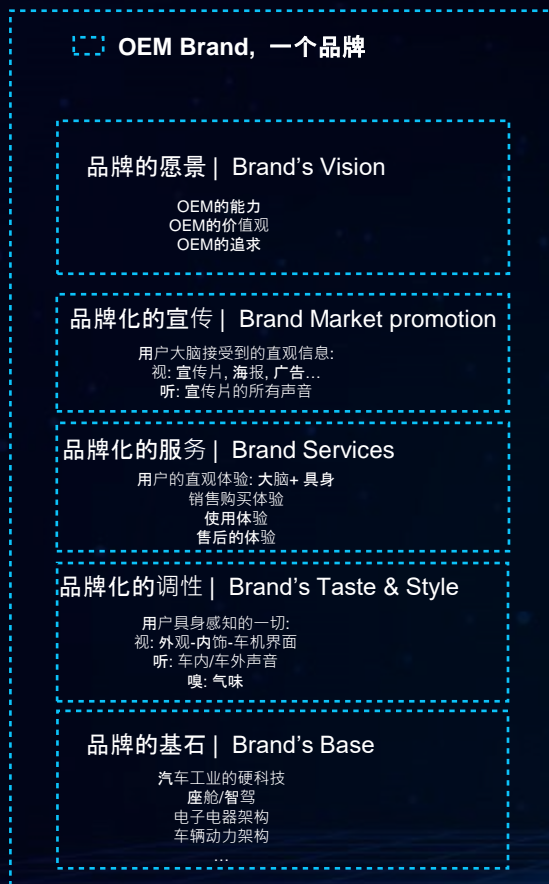 OEM Brand, 一个品牌
品牌的愿景 | Brand's Vision
OEM的能力
OEM的价值观
OEM的追求
品牌化的宣传 | Brand Market promotion
用户大脑接受到的直观信息:
视: 宣传片, 海报, 广告…
听: 宣传片的所有声音
品牌化的服务 | Brand Services
用户的直观体验: 大脑+ 具身
销售购买体验
使用体验
售后的体验
品牌化的调性 | Brand's Taste & Style
用户具身感知的一切:
视: 外观-内饰-车机界面
听: 车内/车外声音
嗅: 气味
品牌的基石 | Brand's Base
汽车工业的硬科技
座舱/智驾
电子电器架构
车辆动力架构
…